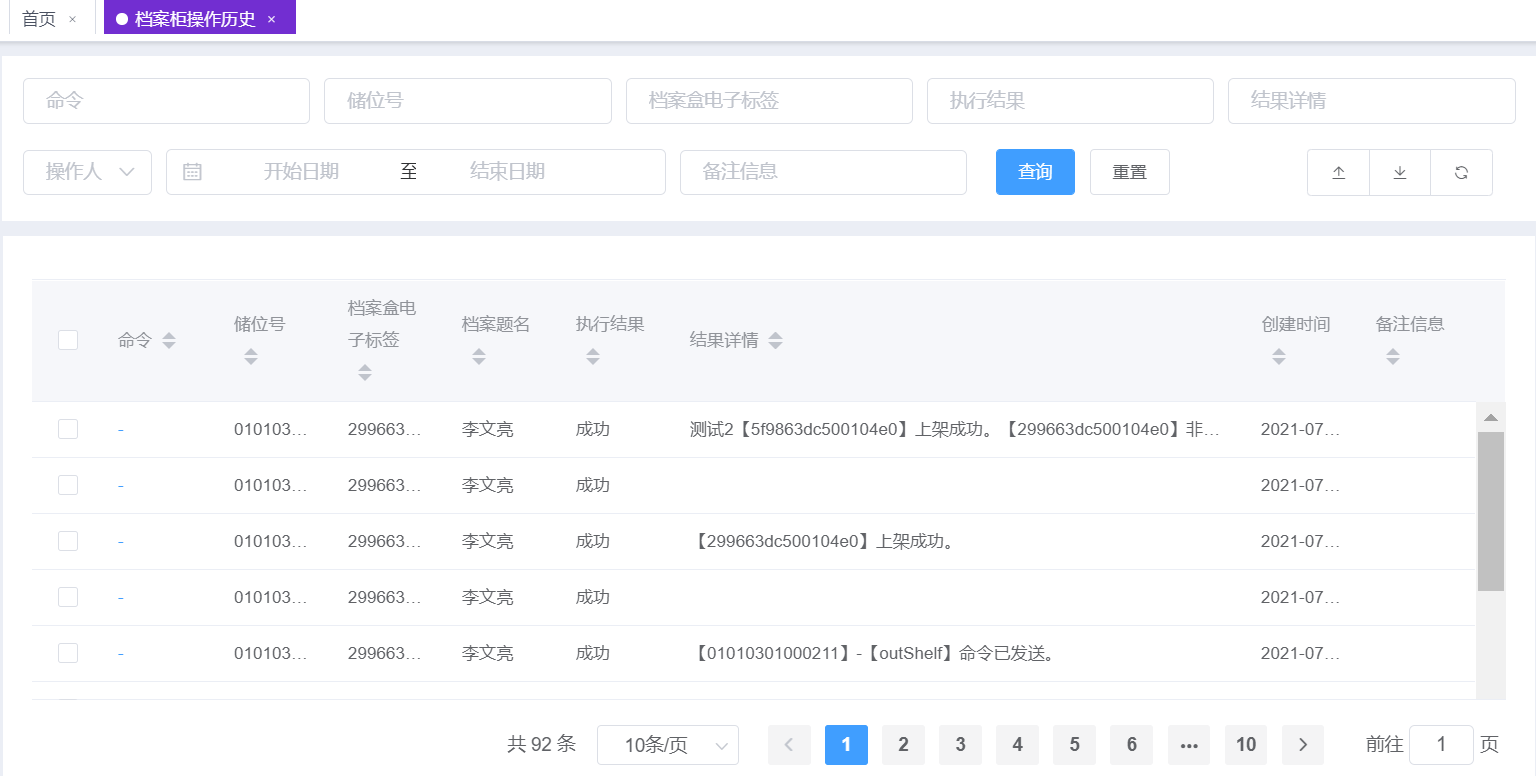 首页 ×
档案柜操作历史 ×
命令 储位号 档案盒电子标签 执行结果 结果详情
操作人 开始日期 至 结束日期 备注信息 查询 重置
命令 储位号 档案盒电子标签 档案题名 执行结果 结果详情 创建时间 备注信息
- 010103... 299663... 李文亮 成功 测试2【5f9863dc500104e0】上架成功。【299663dc500104e0】非... 2021-07...
- 010103... 299663... 李文亮 成功 2021-07...
- 010103... 299663... 李文亮 成功 【299663dc500104e0】上架成功。 2021-07...
- 010103... 299663... 李文亮 成功 2021-07...
- 010103... 299663... 李文亮 成功 【01010301000211】-【outShelf】命令已发送。 2021-07...
共 92 条 10条/页 1 2 3 4 5 6 ... 10 前往 1 页